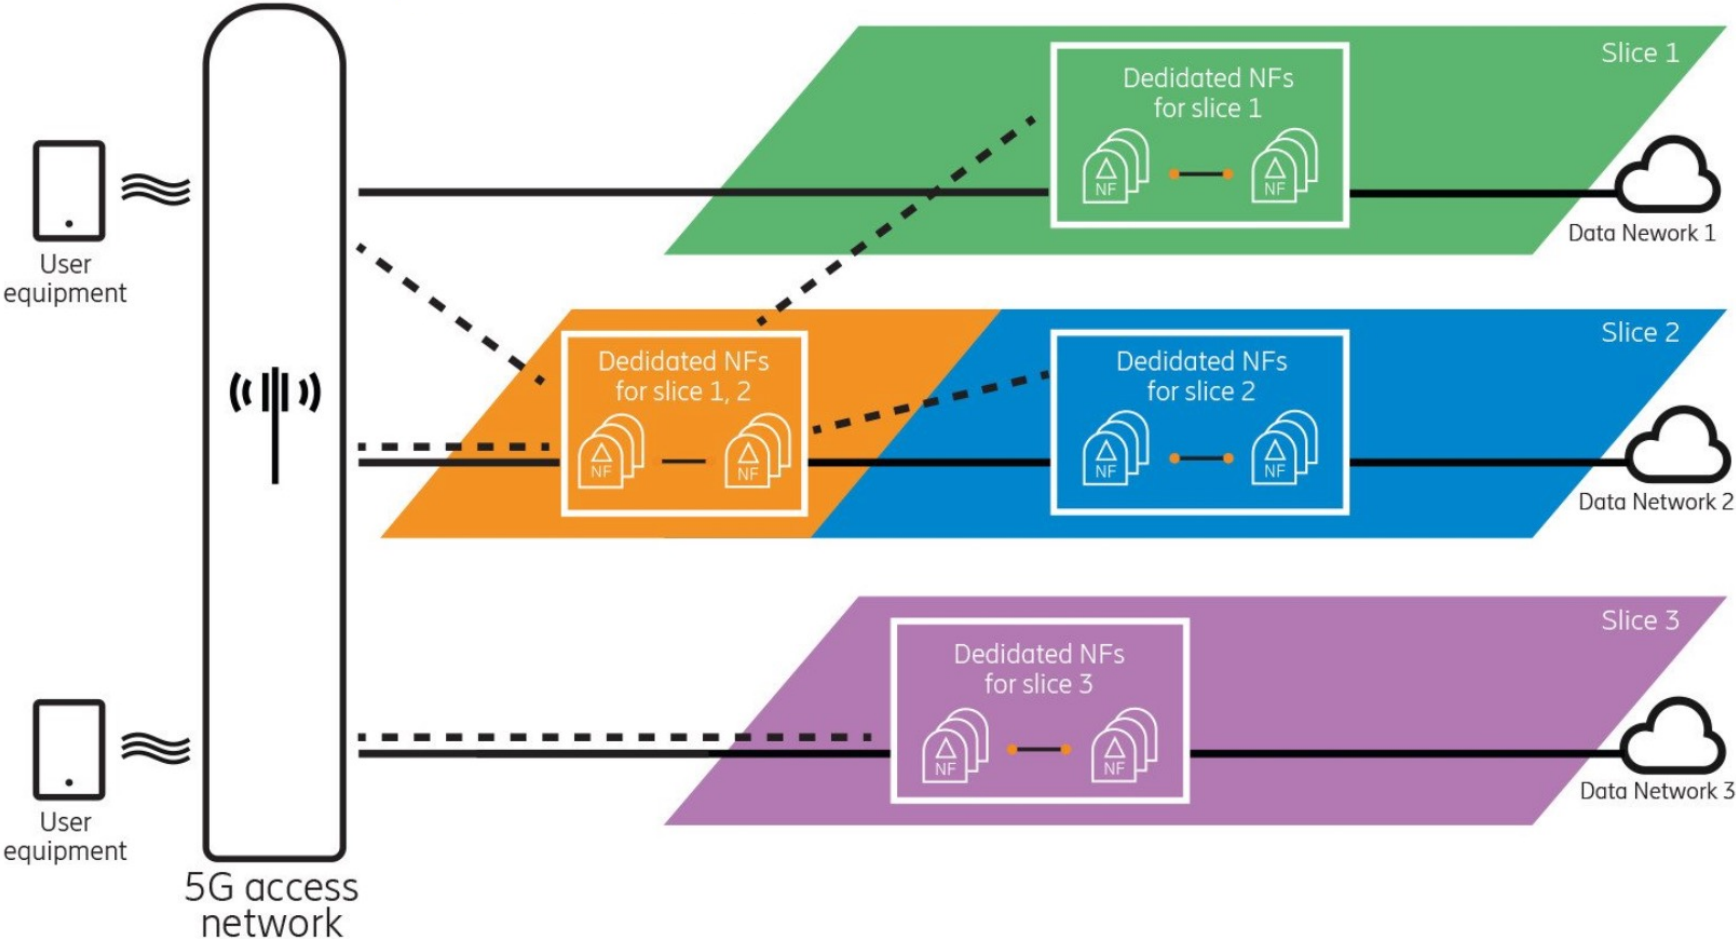 Slice 1
Dedidated NFs
for slice 1
NF
NF
User
equipment
Data Nework 1
Slice 2
Dedidated NFs
for slice 1, 2
NF
NF
Dedidated NFs
for slice 2
NF
NF
Data Network 2
Slice 3
Dedidated NFs
for slice 3
NF
NF
Data Network 3
User
equipment
5G access
network